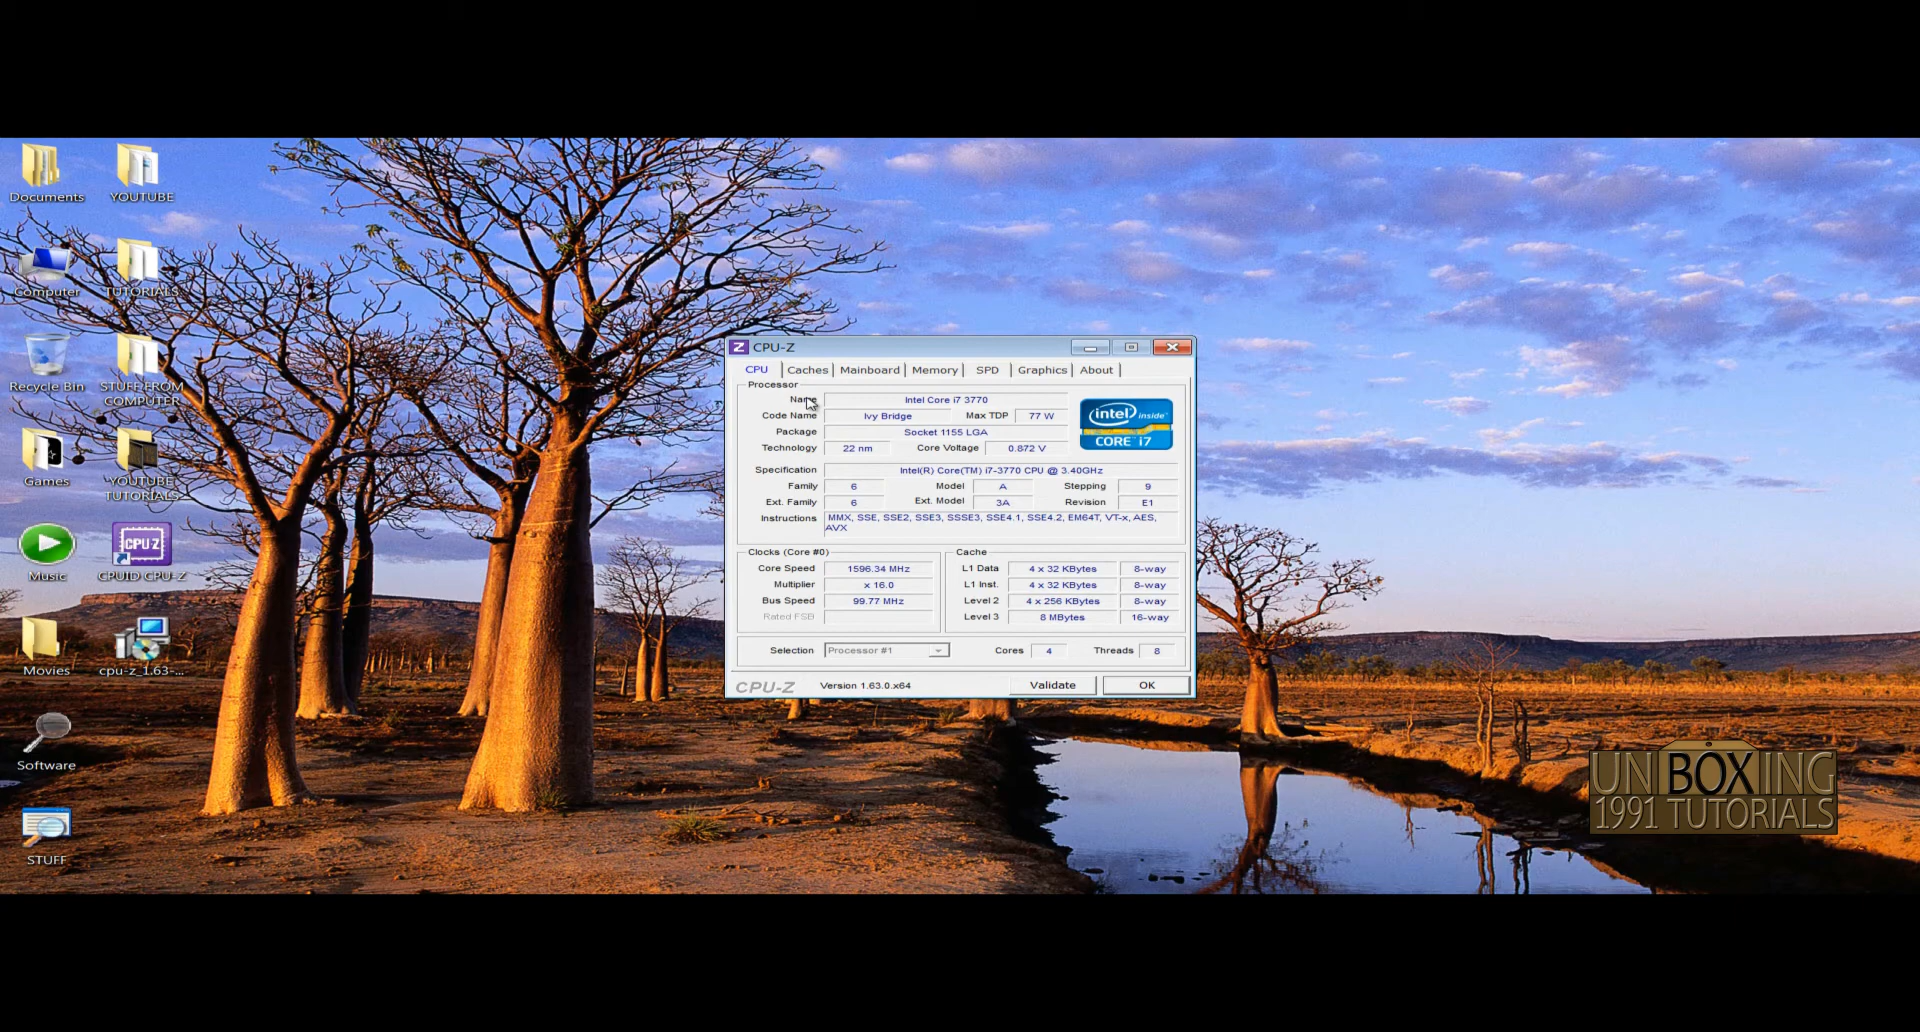 Documents
YOUTUBE
Computer
TUTORIALS
Recycle Bin
STUFF FROM
COMPUTER
Games
YOUTUBE
TUTORIALS
CPU-Z
Music
CPUID CPU-Z
Movies
cpu-z_1.63-...
Software
STUFF
Z CPU-Z
CPU Caches Mainboard Memory SPD Graphics About
Processor
Name Intel Core i7 3770
Code Name Ivy Bridge Max TDP 77 W
Package Socket 1155 LGA
Technology 22 nm Core Voltage 0.872 V
intel inside
CORE i7
Specification Intel(R) Core(TM) i7-3770 CPU @ 3.40GHz
Family 6 Model A Stepping 9
Ext. Family 6 Ext. Model 3A Revision E1
Instructions MMX, SSE, SSE2, SSE3, SSSE3, SSE4.1, SSE4.2, EM64T, VT-x, AES,
AVX
Clocks (Core #0)
Core Speed 1596.34 MHz
Multiplier x 16.0
Bus Speed 99.77 MHz
Rated FSB
Cache
L1 Data 4 x 32 KBytes 8-way
L1 Inst. 4 x 32 KBytes 8-way
Level 2 4 x 256 KBytes 8-way
Level 3 8 MBytes 16-way
Selection Processor #1 Cores 4 Threads 8
CPU-Z Version 1.63.0.x64 Validate OK
UNBOXIING
1991 TUTORIALS